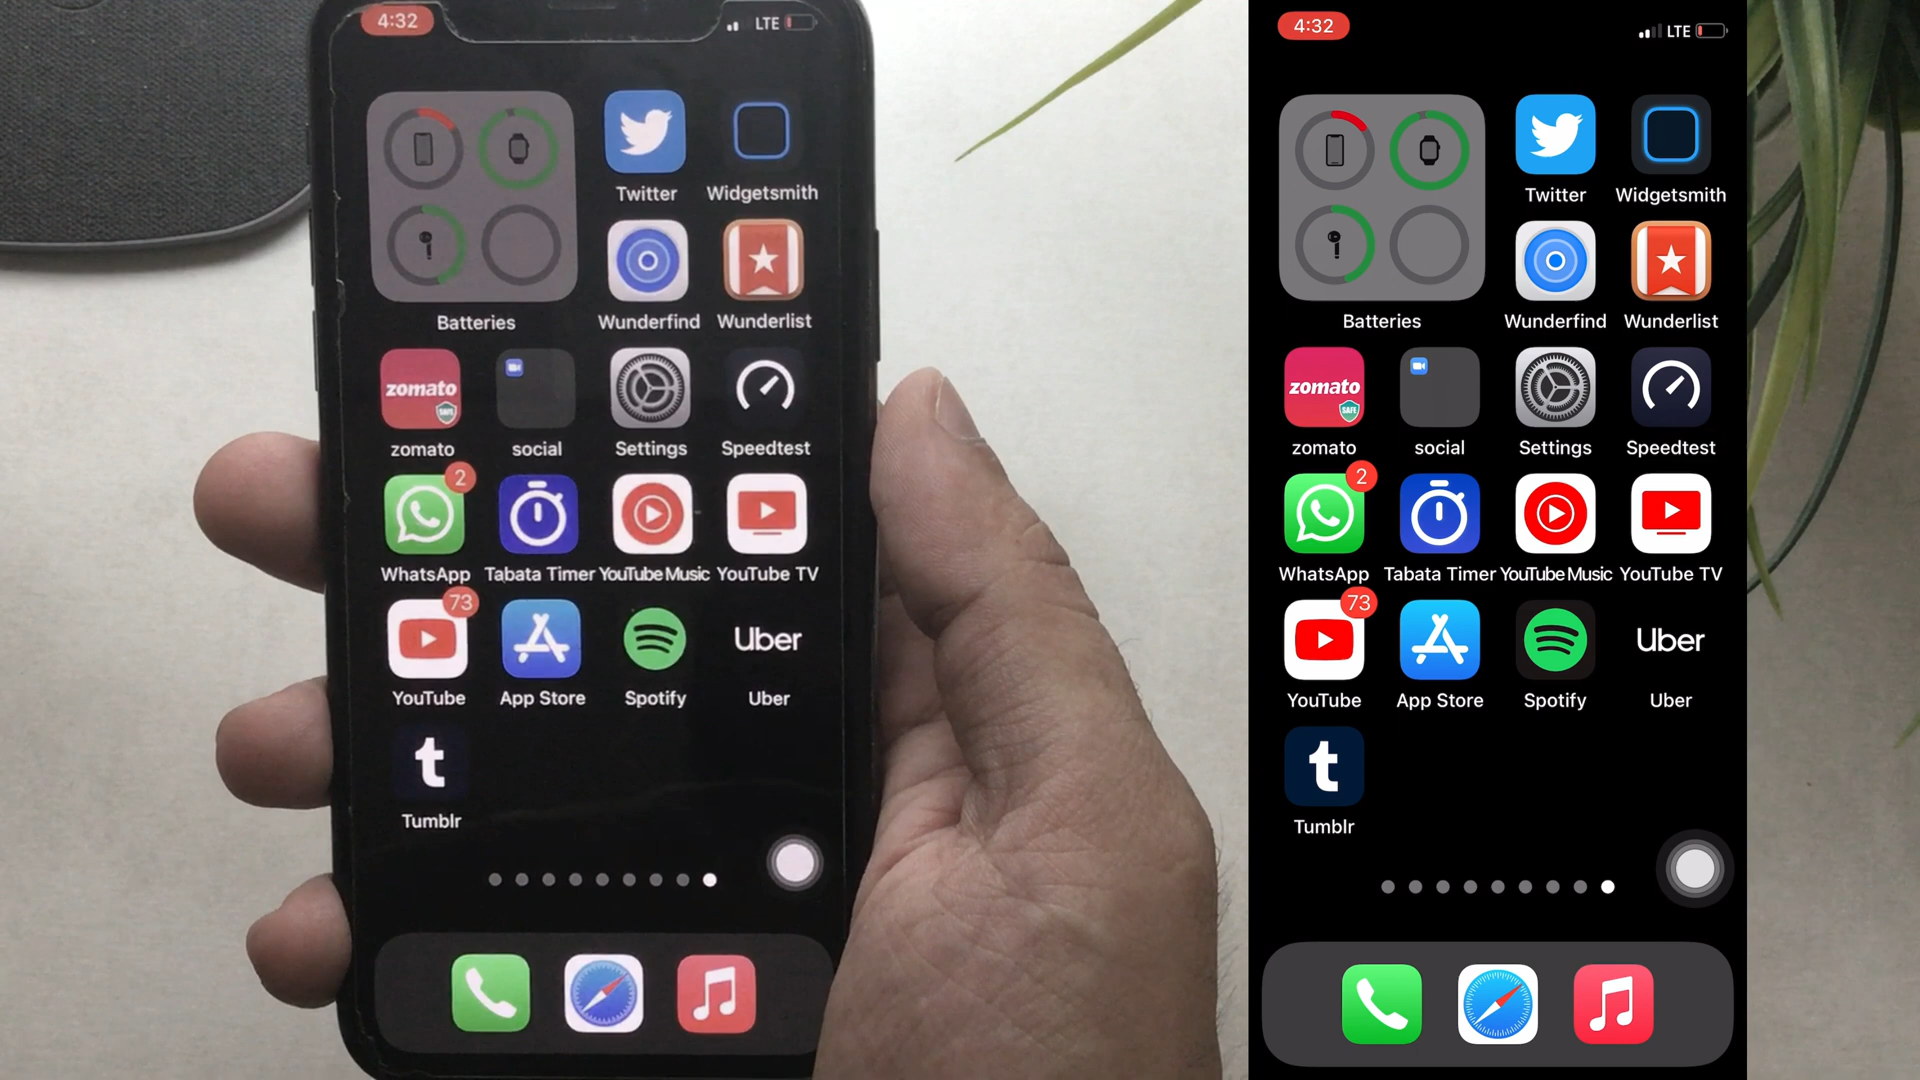 4:32
LTE
Twitter
Widgetsmith
Batteries
Wunderfind
Wunderlist
zomato
SAFE
zomato
social
Settings
Speedtest
2
WhatsApp
Tabata Timer
YouTube Music
YouTube TV
73
Uber
YouTube
App Store
Spotify
Uber
t
Tumblr
4:32
LTE
Twitter
Widgetsmith
Batteries
Wunderfind
Wunderlist
zomato
SAFE
zomato
social
Settings
Speedtest
2
WhatsApp
Tabata Timer
YouTube Music
YouTube TV
73
Uber
YouTube
App Store
Spotify
Uber
t
Tumblr